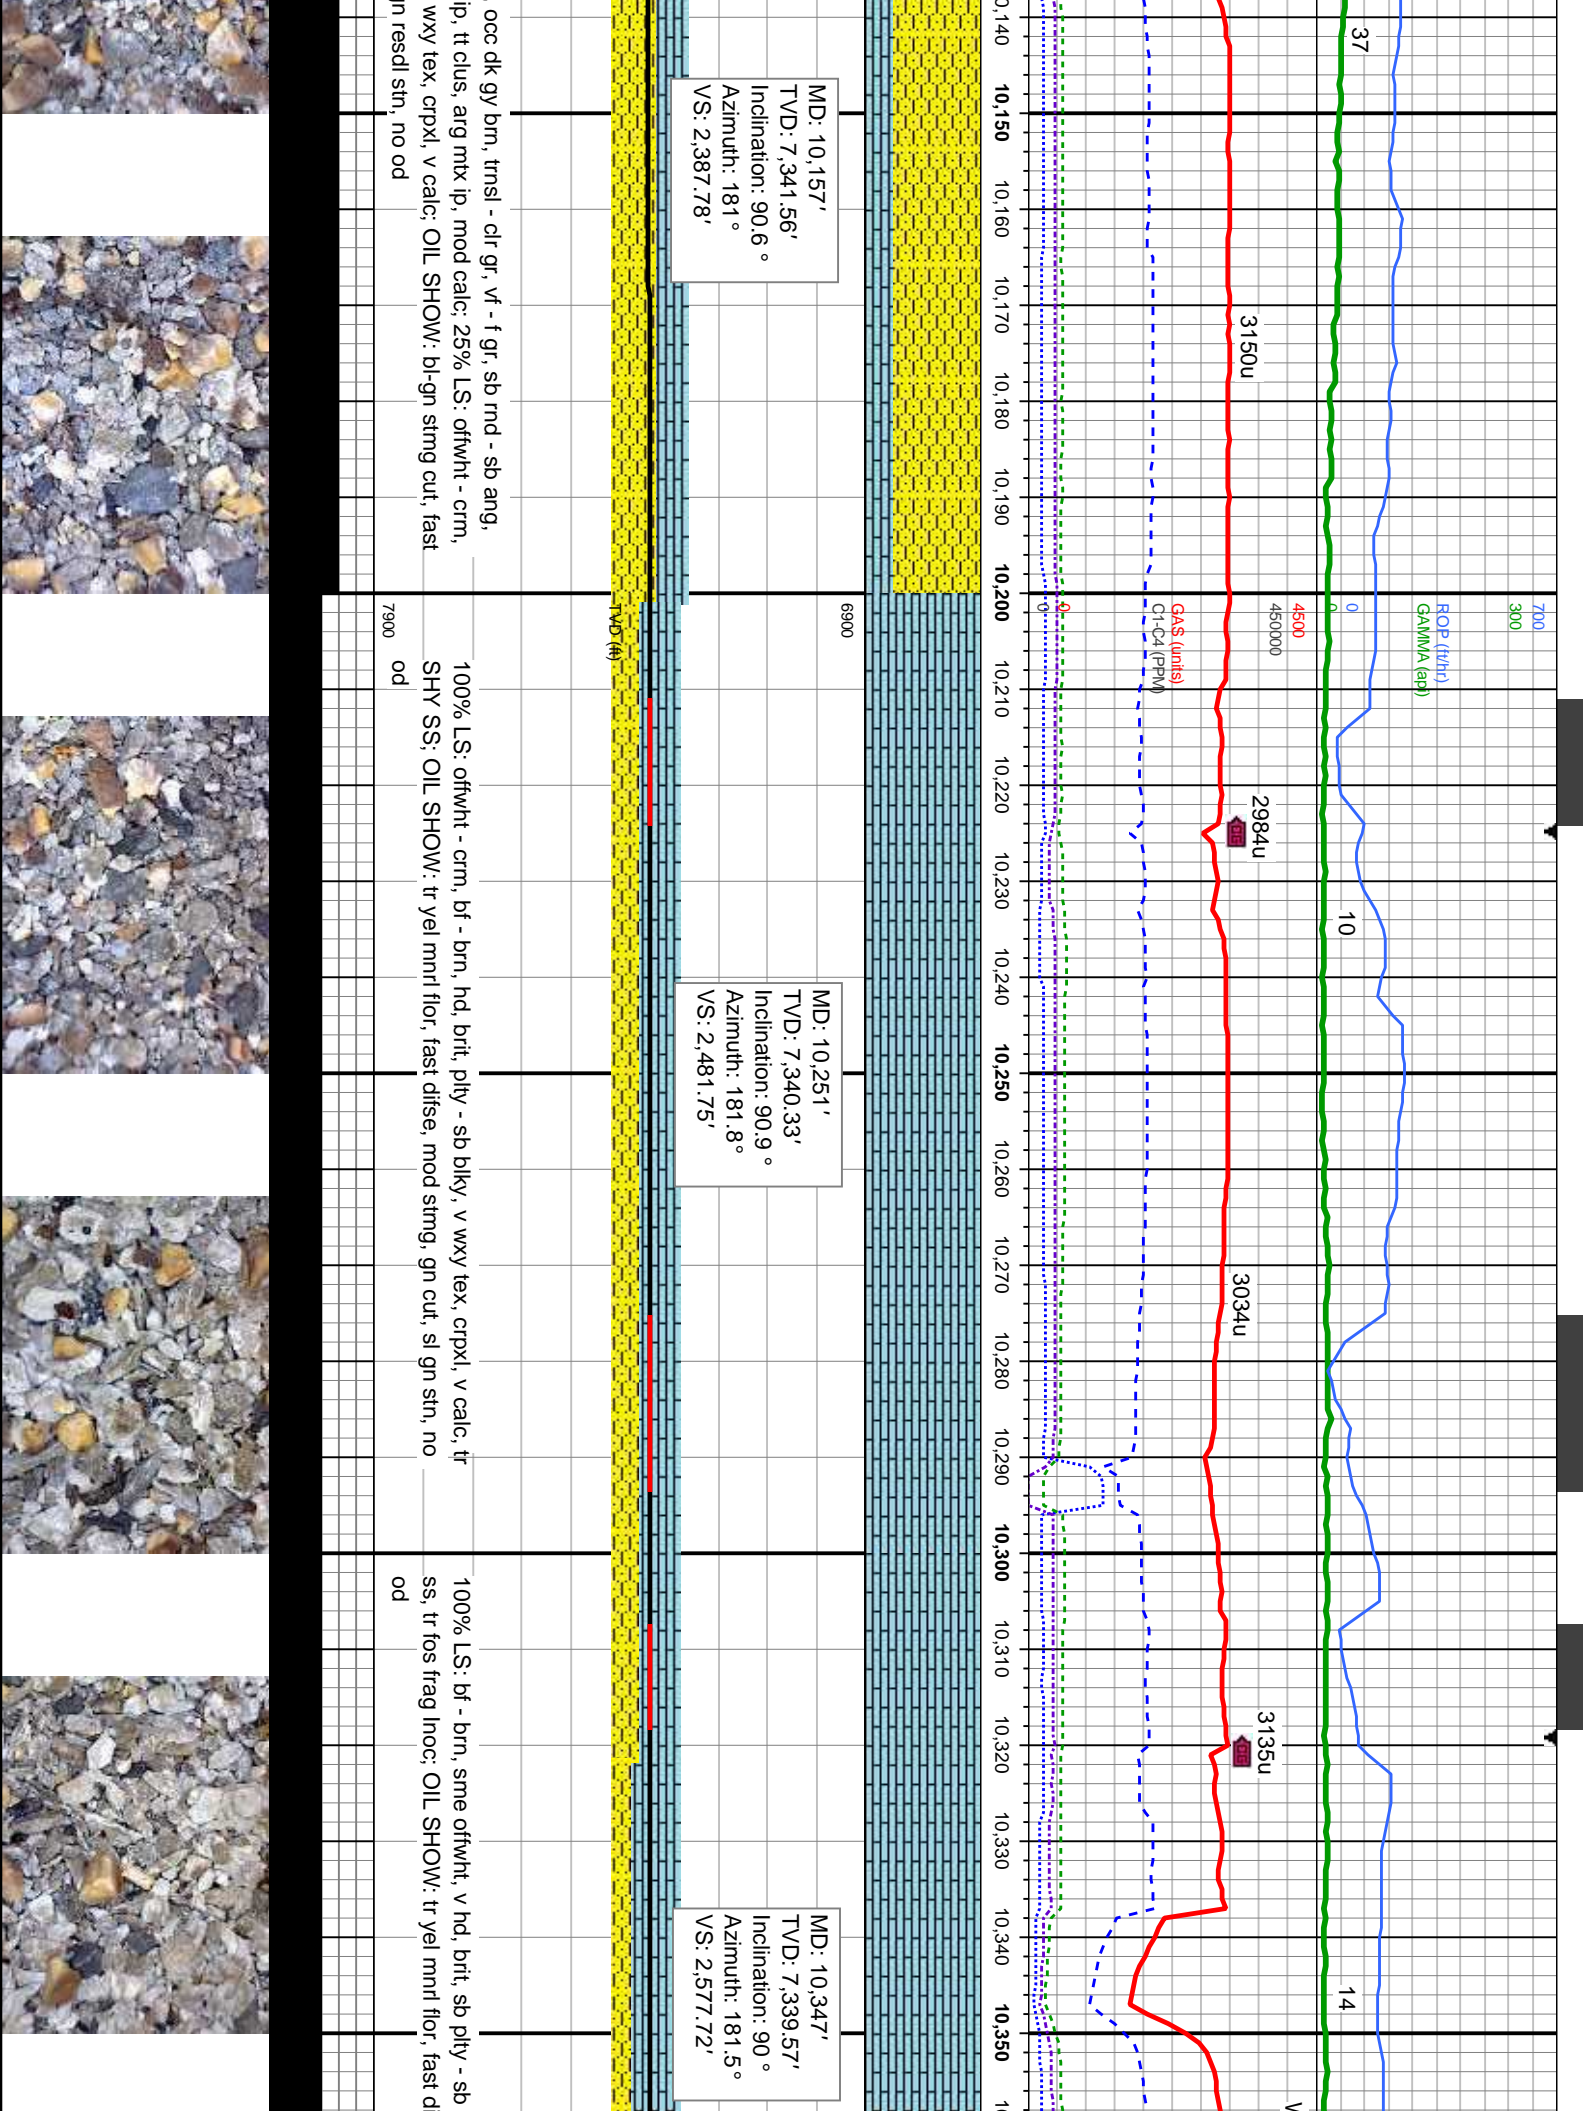 10,140
10,150
10,160
10,170
10,180
10,190
10,200
10,210
10,220
10,230
10,240
10,250
10,260
10,270
10,280
10,290
10,300
10,310
10,320
10,330
10,340
10,350
37
10
14
3150u
2984u
3034u
3135u
700
300
ROP (ft/hr)
GAMMA (api)
0
0
4500
450000
GAS (units)
C1-C4 (PPM)
0
0
6900
TVD (ft)
7900
MD: 10,157'
TVD: 7,341.56'
Inclination: 90.6 °
Azimuth: 181°
VS: 2,387.78'
MD: 10,251'
TVD: 7,340.33'
Inclination: 90.9 °
Azimuth: 181.8°
VS: 2,481.75'
MD: 10,347'
TVD: 7,339.57'
Inclination: 90 °
Azimuth: 181.5°
VS: 2,577.72'
, occ dk gy brn, trnsl - clr gr, vf - f gr, sb rnd - sb ang,
ip, tt clus, arg mtx ip, mod calc; 25% LS: offwht - crm,
wxy tex, crpxl, v calc; OIL SHOW: bl-gn stmg cut, fast
gn resdl stn, no od
100% LS: offwht - crm, bf - brn, hd, brit, plty - sb blky, v wxy tex, crpxl, v calc, tr
SHY SS; OIL SHOW: tr yel mnrl flor, fast difse, mod stmg, gn cut, sl gn stn, no
od
100% LS: bf - brn, sme offwht, v hd, brit, sb plty - sb
ss, tr fos frag Inoc; OIL SHOW: tr yel mnrl flor, fast di
od